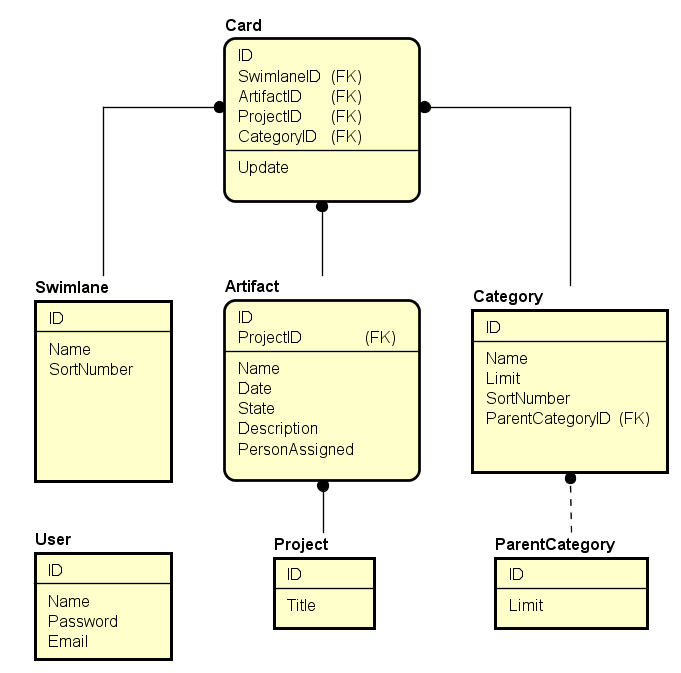 Card
ID
SwimlaneID (FK)
ArtifactID (FK)
ProjectID (FK)
CategoryID (FK)
Update
Swimlane
ID
Name
SortNumber
Artifact
ID
ProjectID (FK)
Name
Date
State
Description
PersonAssigned
Category
ID
Name
Limit
SortNumber
ParentCategoryID (FK)
User
ID
Name
Password
Email
Project
ID
Title
ParentCategory
ID
Limit